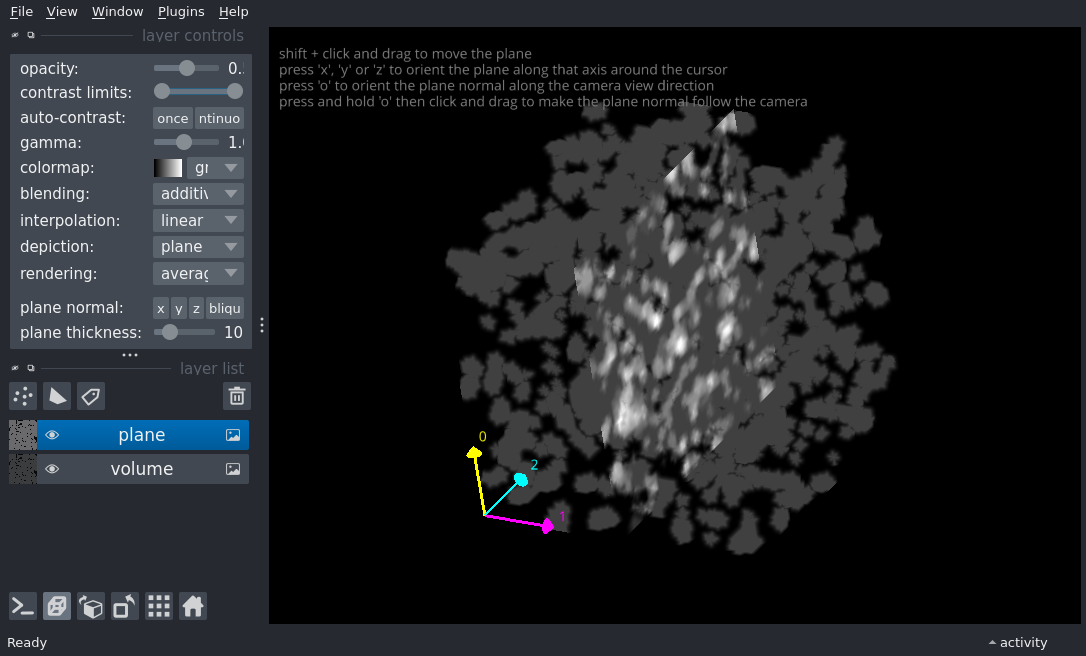 File View Window Plugins Help
layer controls
opacity: 0.
contrast limits:
auto-contrast: once ntinuo
gamma: 1.
colormap: gr
blending: additiv
interpolation: linear
depiction: plane
rendering: averag
plane normal: x y z bliqu
plane thickness: 10
layer list
plane
volume
shift + click and drag to move the plane
press 'x', 'y' or 'z' to orient the plane along that axis around the cursor
press 'o' to orient the plane normal along the camera view direction
press and hold 'o' then click and drag to make the plane normal follow the camera
0
2
1
Ready
activity